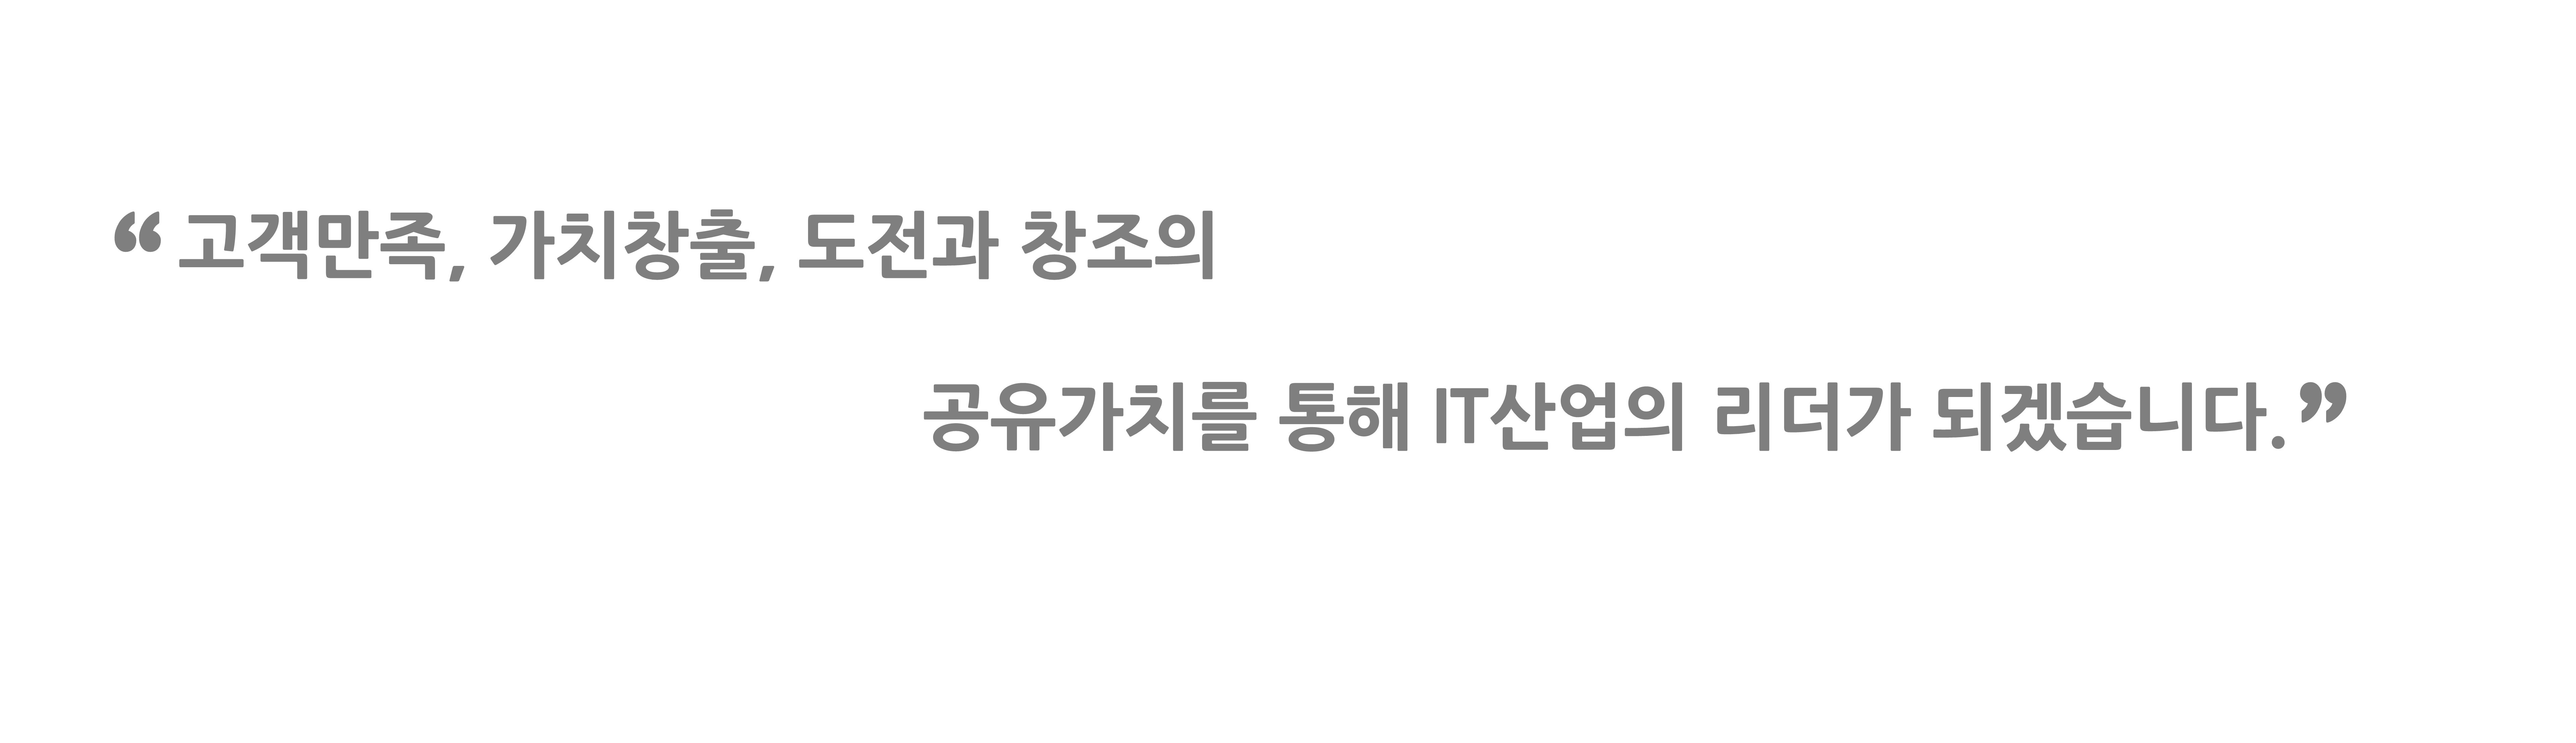 “고객만족, 가치창출, 도전과 창조의
공유가치를 통해 IT산업의 리더가 되겠습니다.”